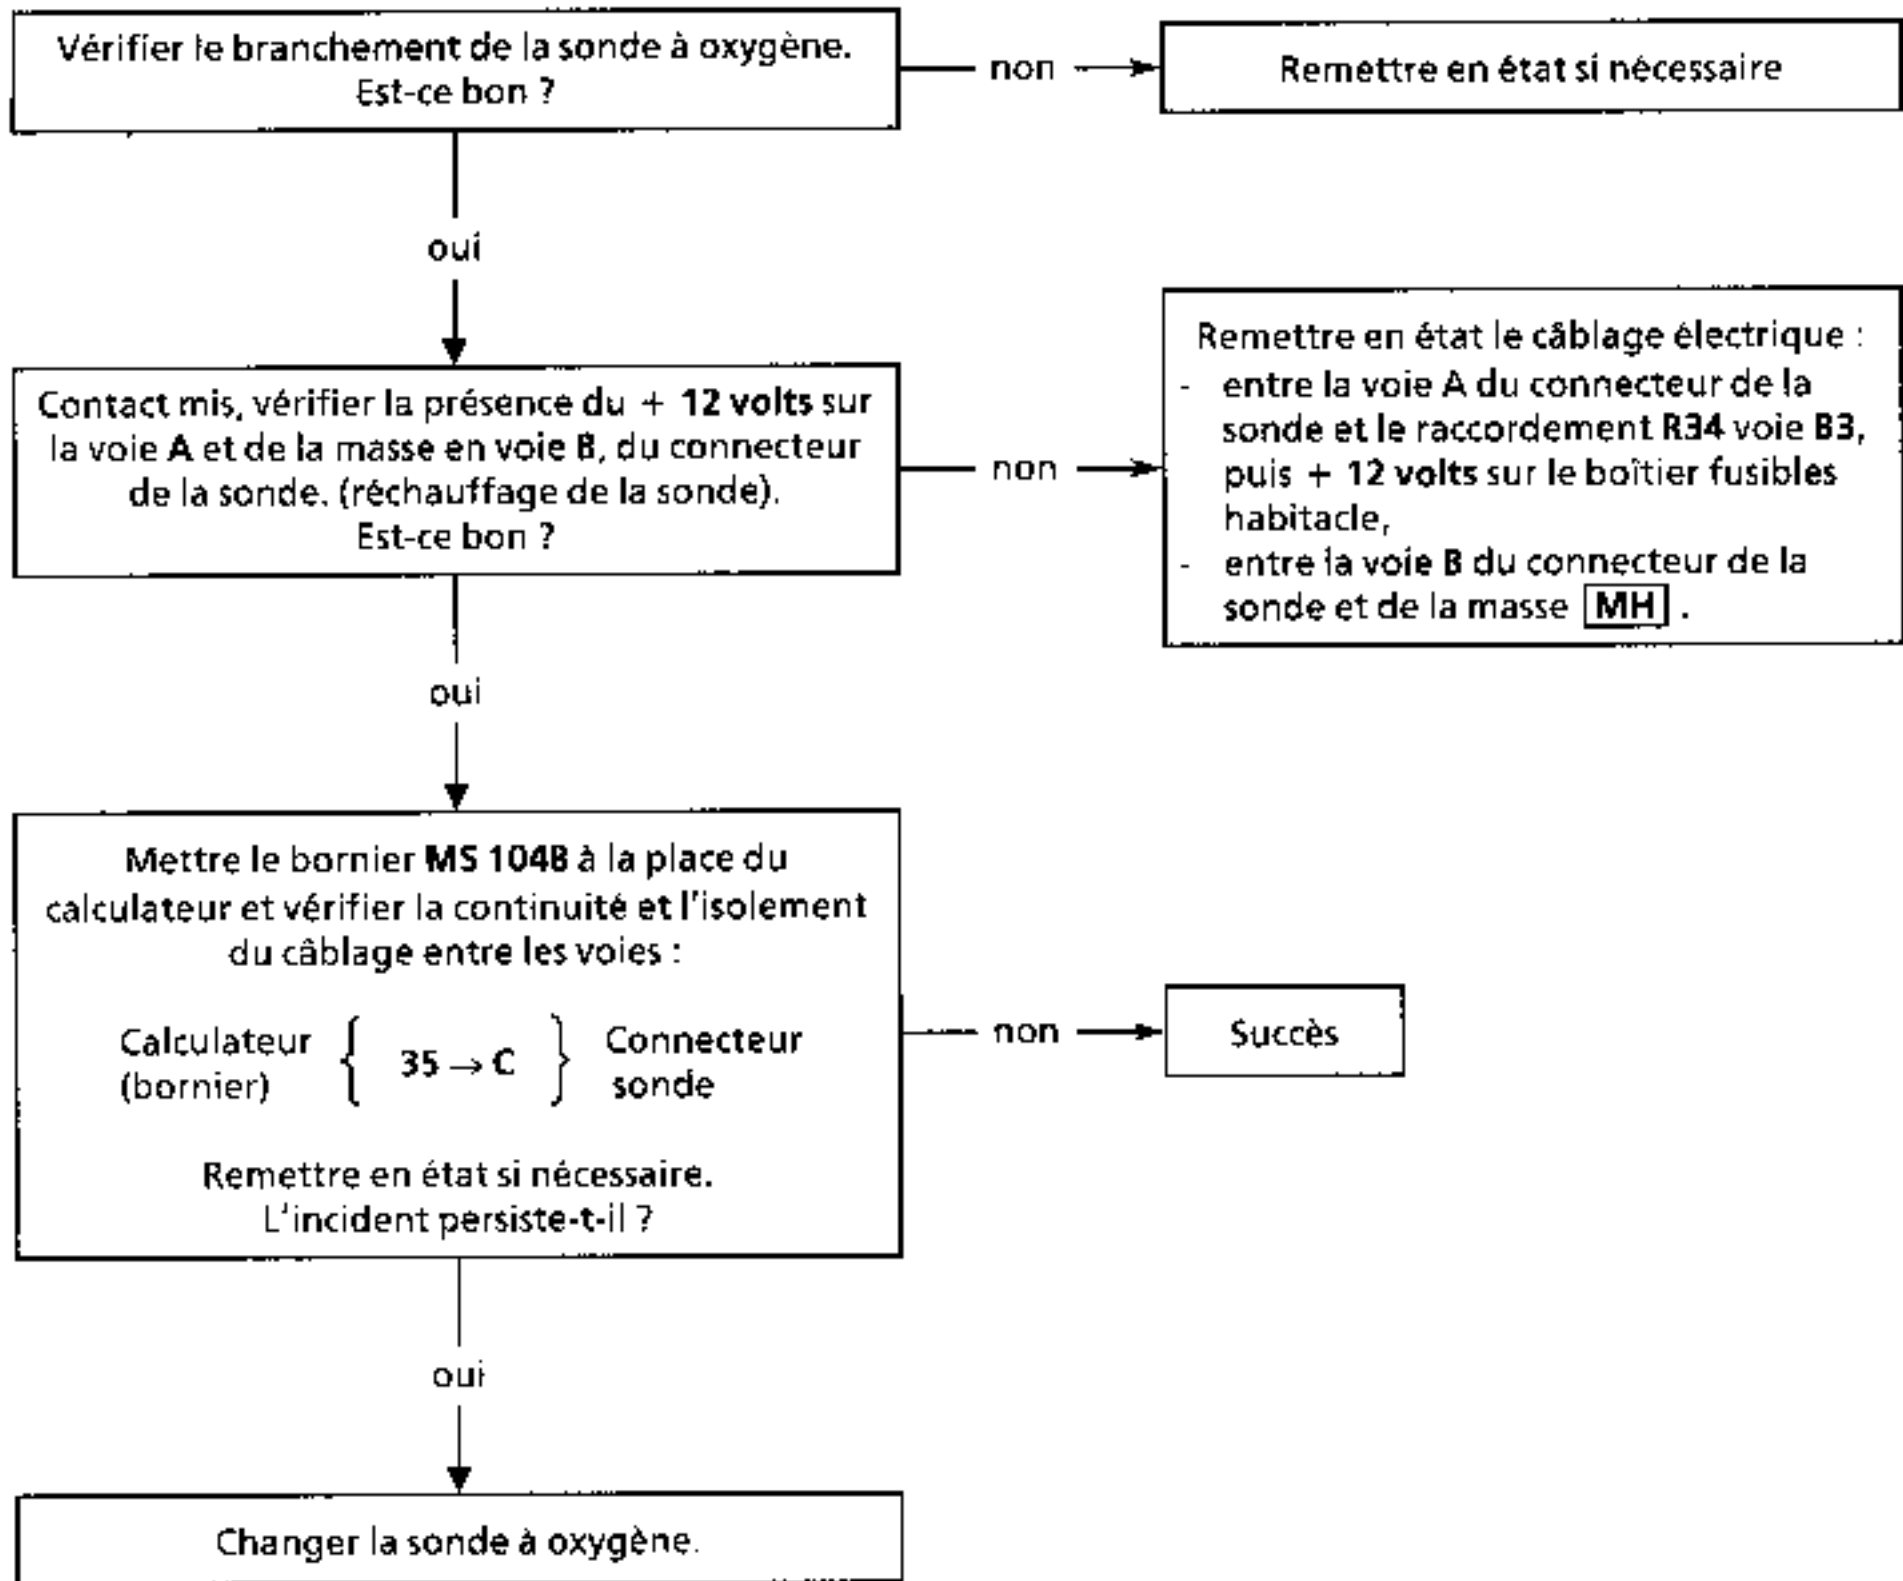 Vérifier le branchement de la sonde à oxygène.
Est-ce bon ?
non
Remettre en état si nécessaire
oui
Contact mis, vérifier la présence du + 12 volts sur
la voie A et de la masse en voie B, du connecteur
de la sonde. (réchauffage de la sonde).
Est-ce bon ?
non
Remettre en état le câblage électrique :
- entre la voie A du connecteur de la
sonde et le raccordement R34 voie B3,
puis + 12 volts sur le boîtier fusibles
habitacle,
- entre la voie B du connecteur de la
sonde et de la masse MH .
oui
Mettre le bornier MS 1048 à la place du
calculateur et vérifier la continuité et l'isolement
du câblage entre les voies :
Calculateur
(bornier)
{ 35 → C }
Connecteur
sonde
Remettre en état si nécessaire.
L'incident persiste-t-il ?
non
Succès
oui
Changer la sonde à oxygène.